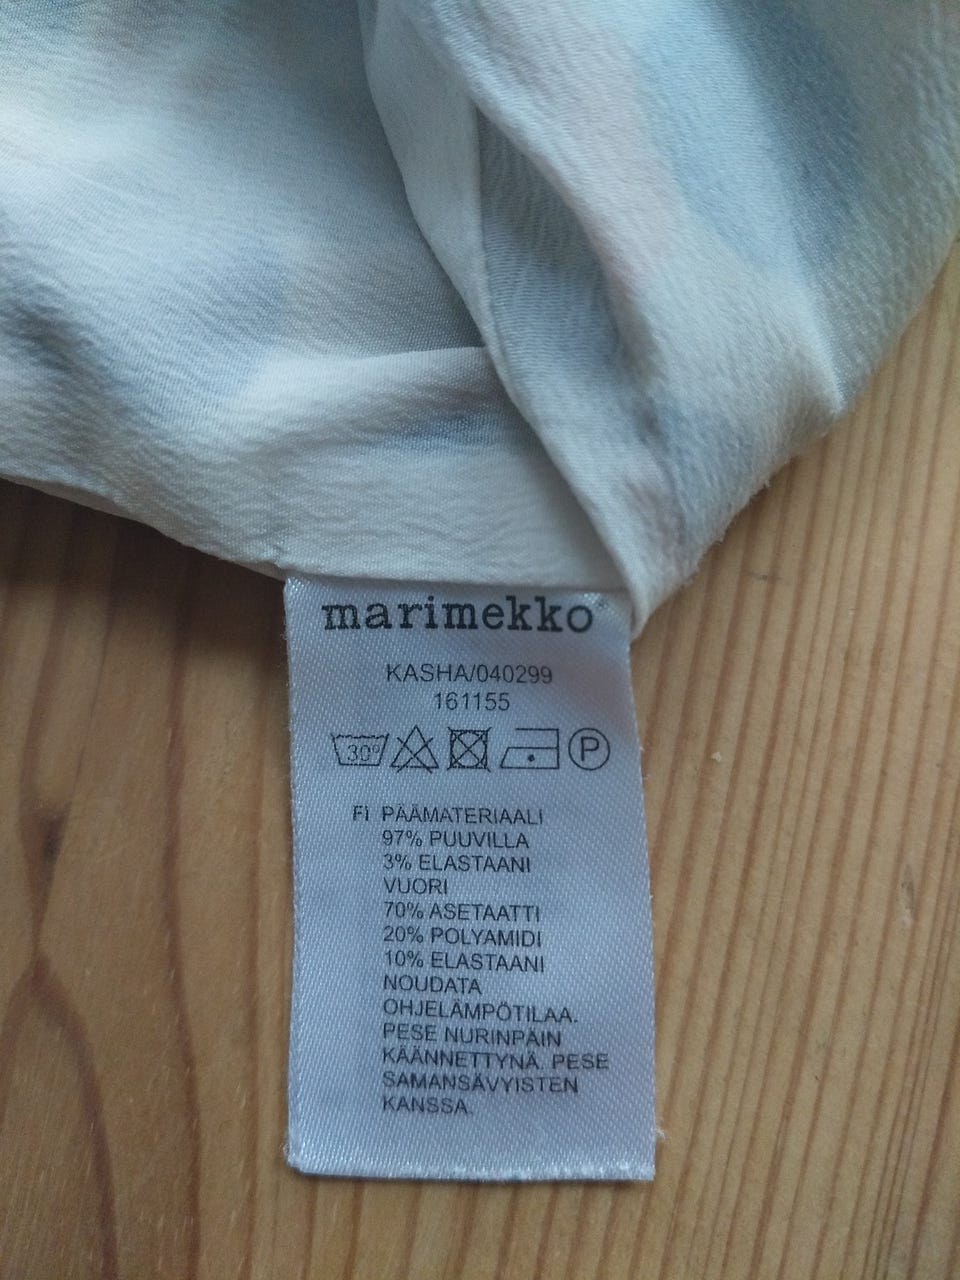 marimekko
KASHA/040299
161155
30° P
FI PÄÄMATERIAALI
97% PUUVILLA
3% ELASTAANI
VUORI
70% ASETAATTI
20% POLYAMIDI
10% ELASTAANI
NOUDATA
OHJELÄMPÖTILAA.
PESE NURINPÄIN
KÄÄNNETTYNÄ. PESE
SAMANSÄVYISTEN
KANSSA.